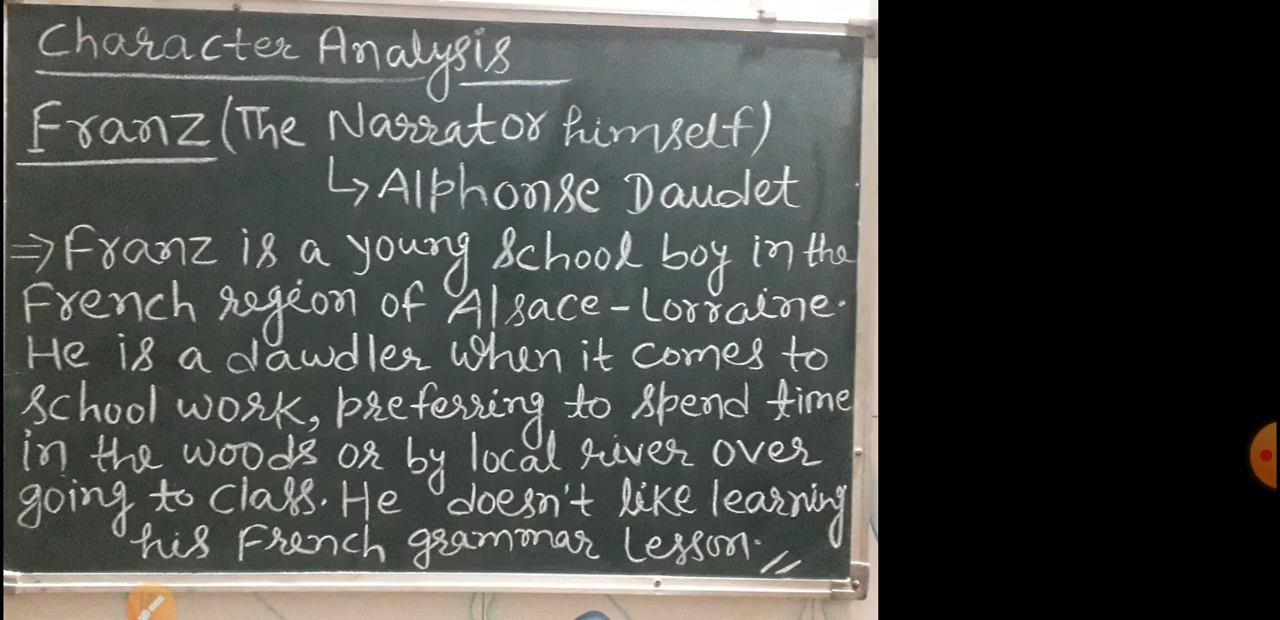 Character Analysis
Franz (The Narrator himself)
↳ Alphonse Daudet
⇒ Franz is a young school boy in the
French region of Alsace-Lorraine.
He is a dawdler when it comes to
school work, preferring to spend time
in the woods or by local river over
going to class. He doesn't like learning
his French grammar lesson.